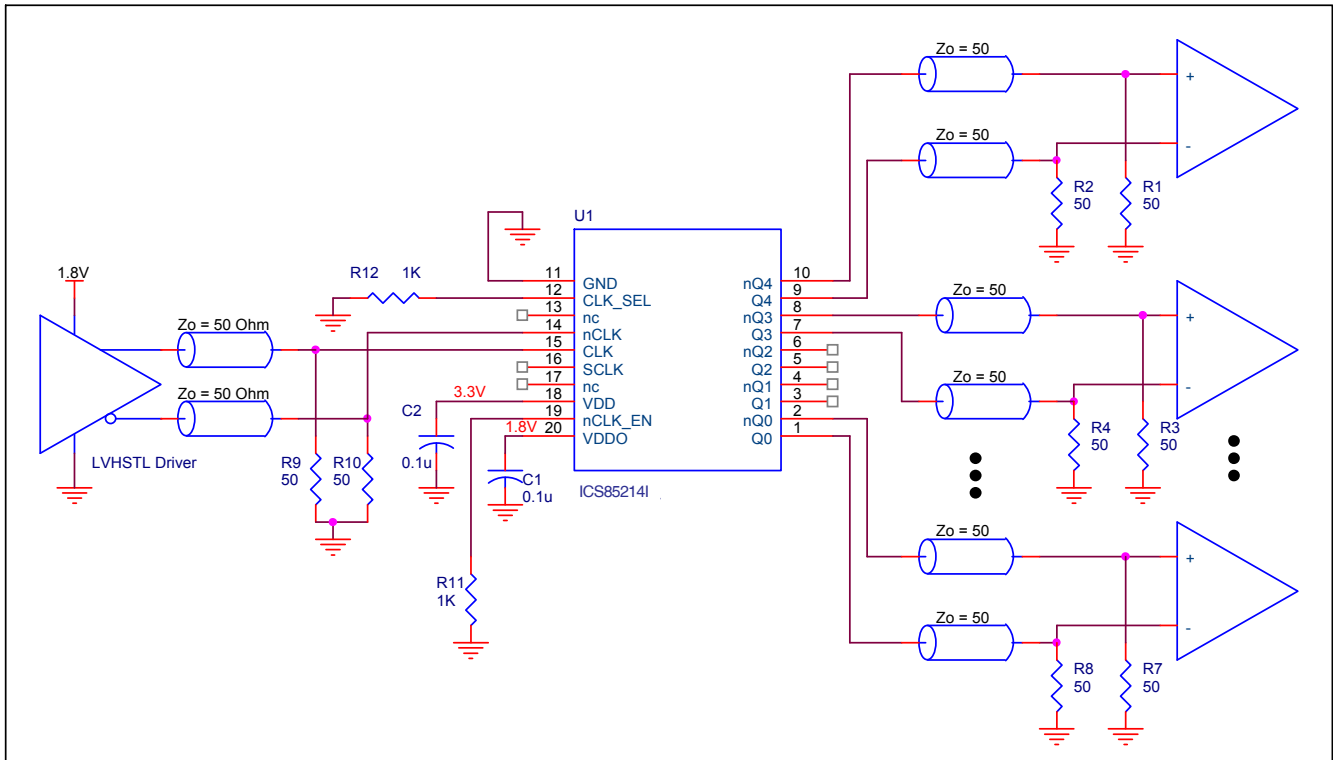 Zo = 50
+
Zo = 50
-
R2
50
R1
50
U1
1.8V
R12 1K
11 GND
12 CLK_SEL
13 nc
14 nCLK
15 CLK
16 SCLK
17 nc
18 VDD
19 nCLK_EN
20 VDDO
nQ4 10
Q4 9
nQ3 8
Q3 7
nQ2 6
Q2 5
nQ1 4
Q1 3
nQ0 2
Q0 1
ICS85214I
Zo = 50 Ohm
Zo = 50 Ohm
LVHSTL Driver
R9
50
R10
50
3.3V
C2
0.1u
1.8V
C1
0.1u
R11
1K
Zo = 50
+
Zo = 50
-
R4
50
R3
50
Zo = 50
+
Zo = 50
-
R8
50
R7
50